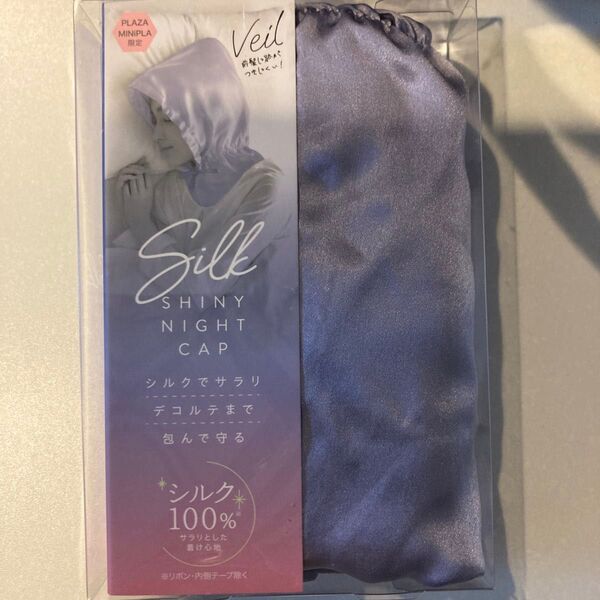 PLAZA
MINiPLA
限定
Veil
前髪に跡が
つきにくい!
Silk
SHINY
NIGHT
CAP
シルクでサラリ
デコルテまで
包んで守る
シルク
100%※
サラリとした
着け心地
※リボン・内側テープ除く